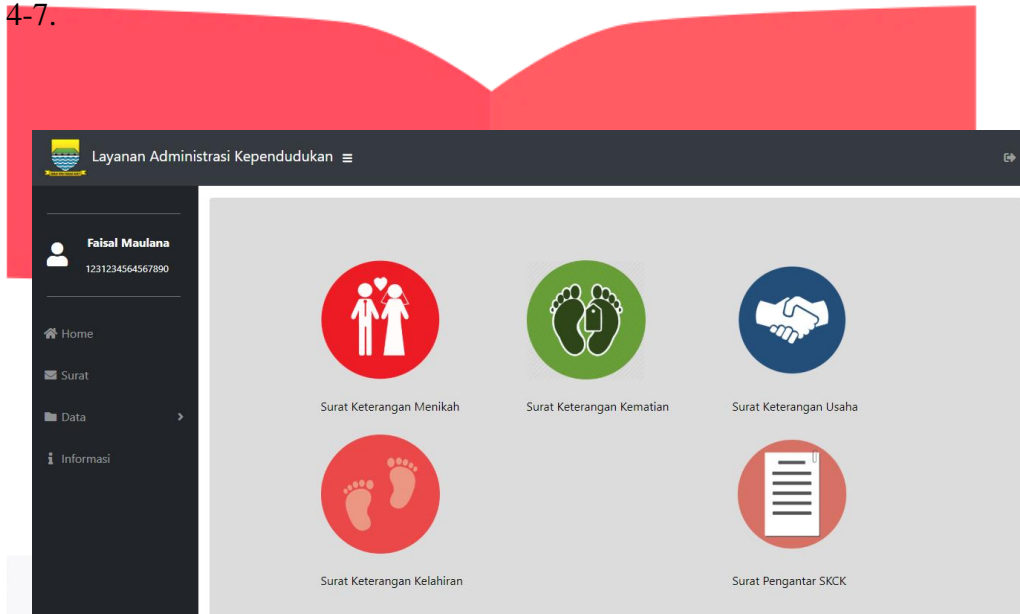 4-7.
Layanan Administrasi Kependudukan
Faisal Maulana
1231234564567890
Home
Surat
Data
Informasi
Surat Keterangan Menikah
Surat Keterangan Kematian
Surat Keterangan Usaha
Surat Keterangan Kelahiran
Surat Pengantar SKCK